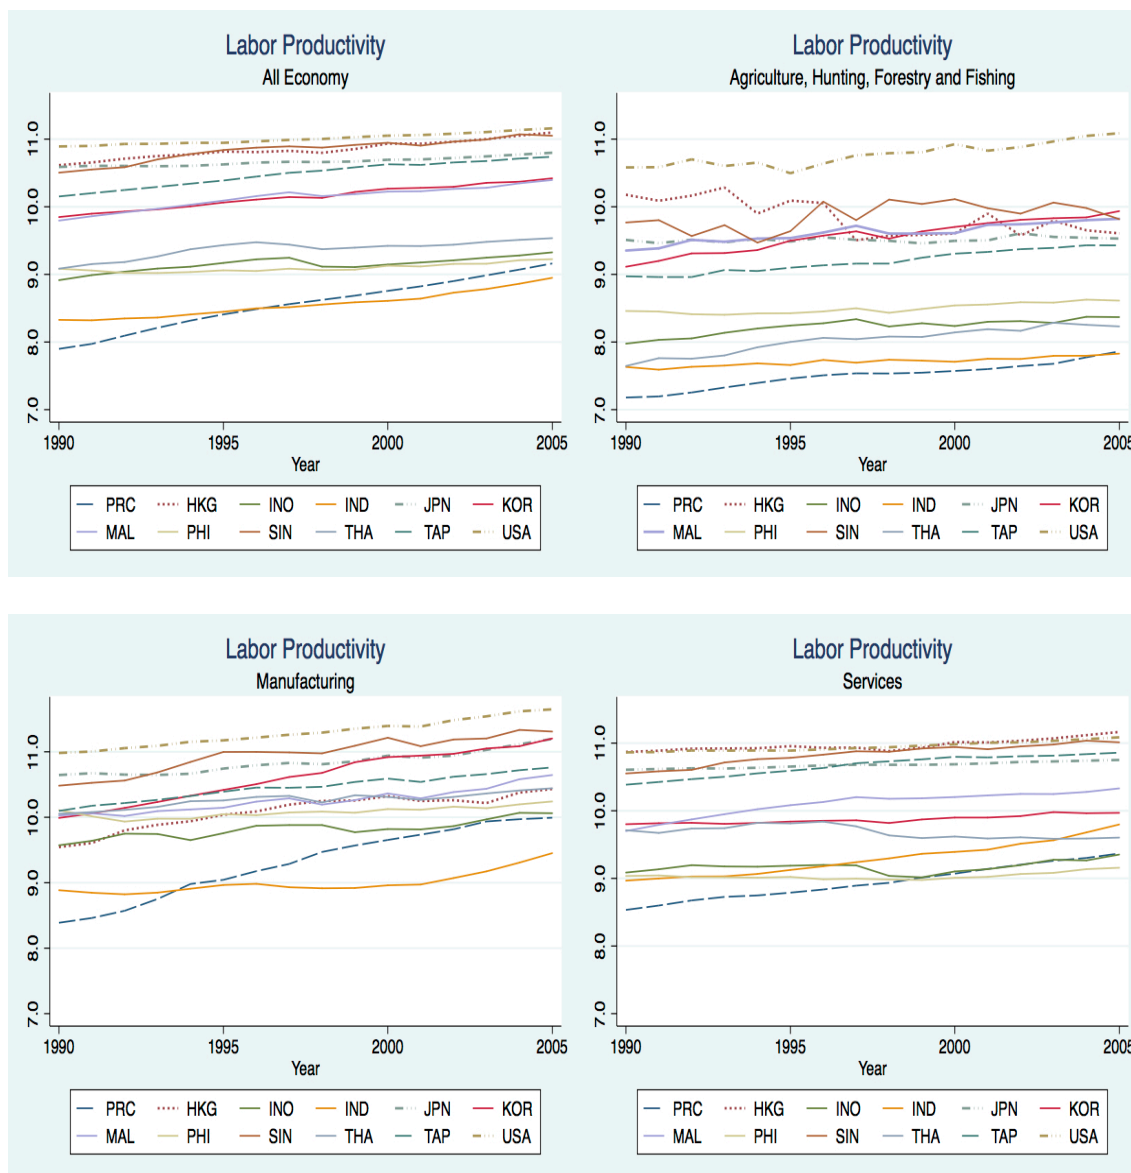 Labor Productivity
All Economy
11.0
10.0
9.0
8.0
7.0
1990 1995 2000 2005
Year
PRC HKG INO IND JPN KOR
MAL PHI SIN THA TAP USA
Labor Productivity
Agriculture, Hunting, Forestry and Fishing
11.0
10.0
9.0
8.0
7.0
1990 1995 2000 2005
Year
PRC HKG INO IND JPN KOR
MAL PHI SIN THA TAP USA
Labor Productivity
Manufacturing
11.0
10.0
9.0
8.0
7.0
1990 1995 2000 2005
Year
PRC HKG INO IND JPN KOR
MAL PHI SIN THA TAP USA
Labor Productivity
Services
11.0
10.0
9.0
8.0
7.0
1990 1995 2000 2005
Year
PRC HKG INO IND JPN KOR
MAL PHI SIN THA TAP USA